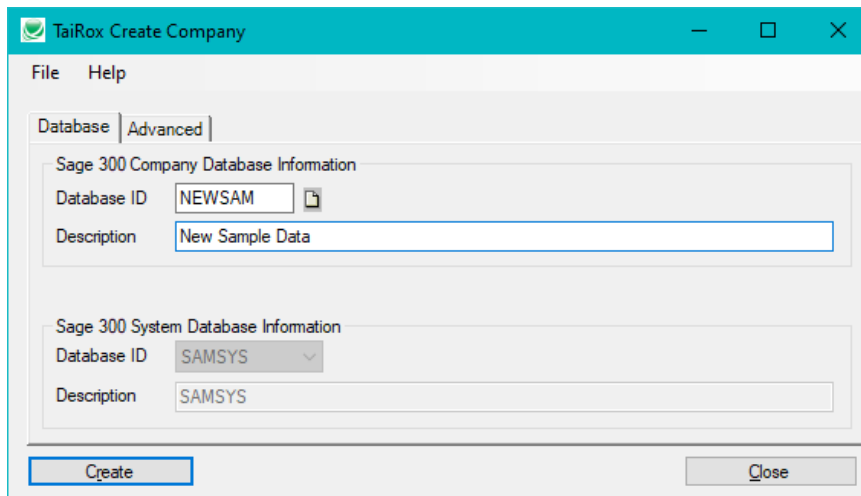 TaiRox Create Company
File Help
Database Advanced
Sage 300 Company Database Information
Database ID NEWSAM
Description New Sample Data
Sage 300 System Database Information
Database ID SAMSYS
Description SAMSYS
Create Close